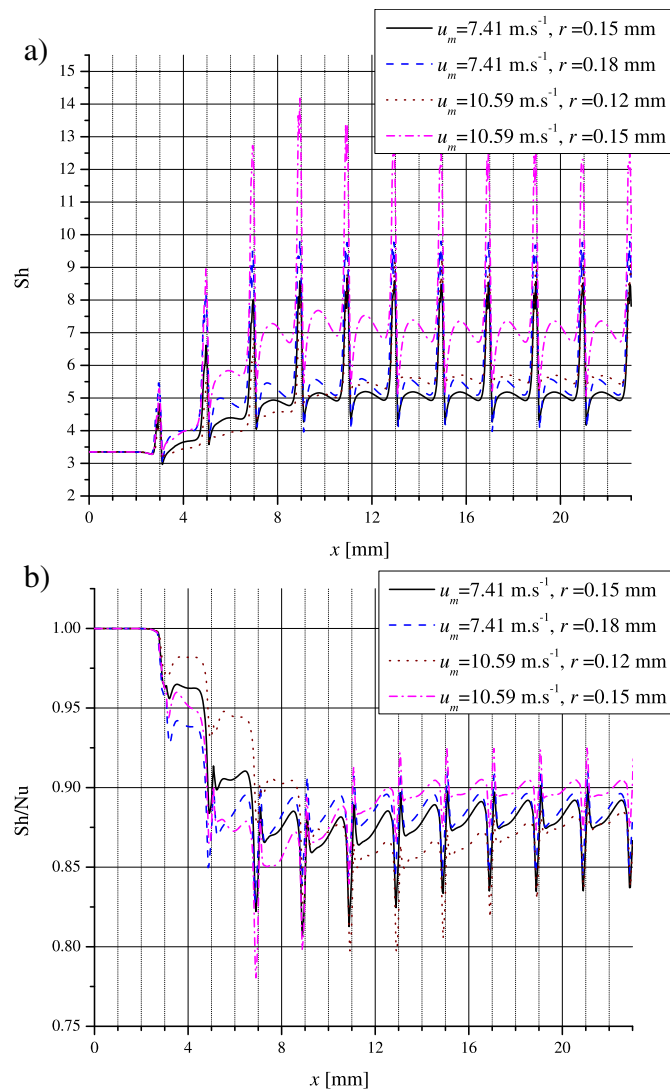 a)
u_m=7.41 m.s⁻¹, r=0.15 mm
u_m=7.41 m.s⁻¹, r=0.18 mm
u_m=10.59 m.s⁻¹, r=0.12 mm
u_m=10.59 m.s⁻¹, r=0.15 mm
15
14
13
12
11
10
9
8
7
6
5
4
3
2
Sh
0 4 8 12 16 20
x [mm]
b)
u_m=7.41 m.s⁻¹, r=0.15 mm
u_m=7.41 m.s⁻¹, r=0.18 mm
u_m=10.59 m.s⁻¹, r=0.12 mm
u_m=10.59 m.s⁻¹, r=0.15 mm
1.00
0.95
0.90
0.85
0.80
0.75
Sh/Nu
0 4 8 12 16 20
x [mm]